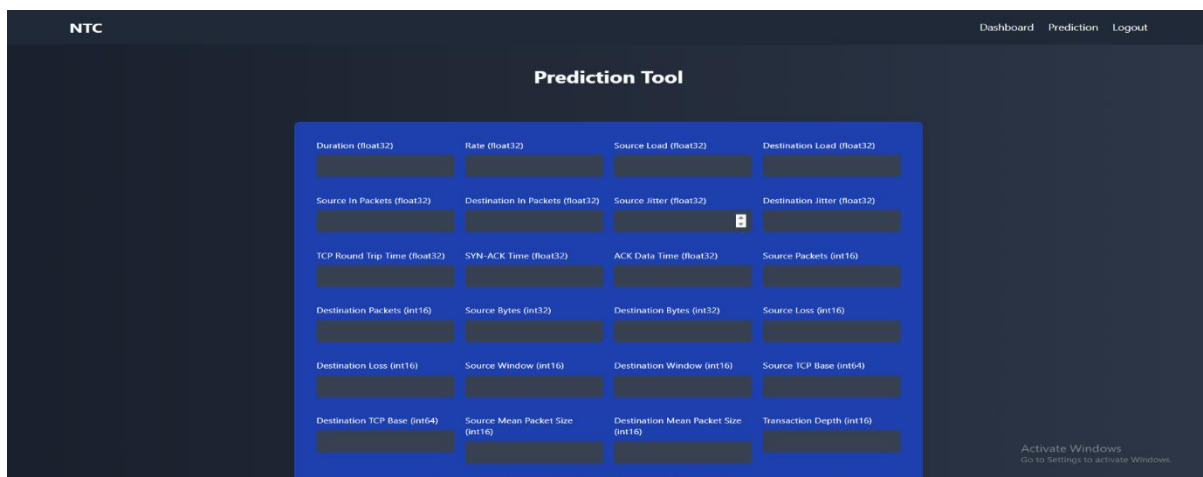 NTC
Dashboard Prediction Logout
Prediction Tool
Duration (float32) Rate (float32) Source Load (float32) Destination Load (float32)
Source In Packets (float32) Destination In Packets (float32) Source Jitter (float32) Destination Jitter (float32)
TCP Round Trip Time (float32) SYN-ACK Time (float32) ACK Data Time (float32) Source Packets (int16)
Destination Packets (int16) Source Bytes (int32) Destination Bytes (int32) Source Loss (int16)
Destination Loss (int16) Source Window (int16) Destination Window (int16) Source TCP Base (int64)
Destination TCP Base (int64) Source Mean Packet Size (int16) Destination Mean Packet Size (int16) Transaction Depth (int16)
Activate Windows
Go to Settings to activate Windows.